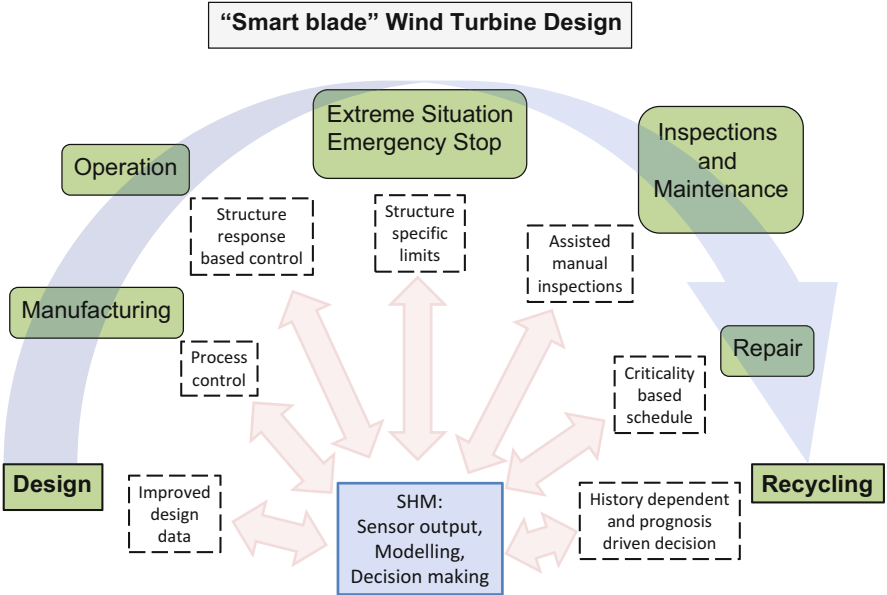 “Smart blade” Wind Turbine Design
Extreme Situation
Emergency Stop
Inspections
and
Maintenance
Operation
Structure
response
based control
Structure
specific
limits
Assisted
manual
inspections
Manufacturing
Process
control
Repair
Criticality
based
schedule
Design
Improved
design
data
SHM:
Sensor output,
Modelling,
Decision making
History dependent
and prognosis
driven decision
Recycling